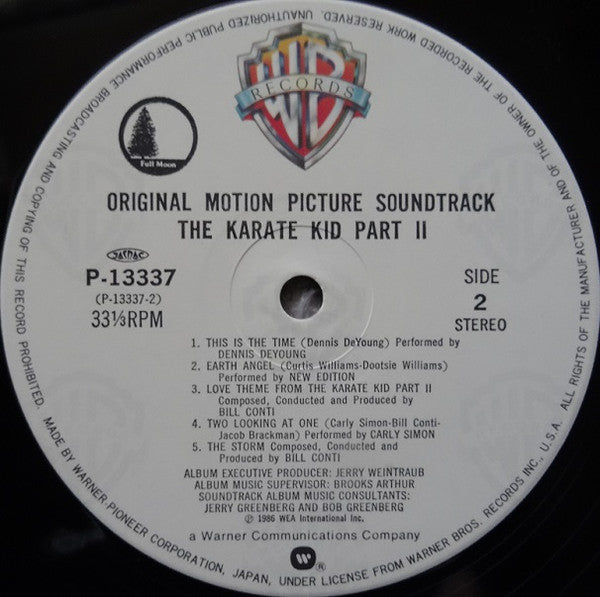 WB
RECORDS
Full Moon
ORIGINAL MOTION PICTURE SOUNDTRACK
THE KARATE KID PART II
JASRAC
P-13337
(P-13337-2)
33⅓RPM
SIDE
2
STEREO
1. THIS IS THE TIME (Dennis DeYoung) Performed by
DENNIS DEYOUNG
2. EARTH ANGEL (Curtis Williams-Dootsie Williams)
Performed by NEW EDITION
3. LOVE THEME FROM THE KARATE KID PART II
Composed, Conducted and Produced by
BILL CONTI
4. TWO LOOKING AT ONE (Carly Simon-Bill Conti-
Jacob Brackman) Performed by CARLY SIMON
5. THE STORM Composed, Conducted and
Produced by BILL CONTI
ALBUM EXECUTIVE PRODUCER: JERRY WEINTRAUB
ALBUM MUSIC SUPERVISOR: BROOKS ARTHUR
SOUNDTRACK ALBUM MUSIC CONSULTANTS:
JERRY GREENBERG AND BOB GREENBERG
℗ 1986 WEA International Inc.
a Warner Communications Company
®
MADE BY WARNER-PIONEER CORPORATION, JAPAN, UNDER LICENSE FROM WARNER BROS. RECORDS INC., U.S.A. ALL RIGHTS OF THE MANUFACTURER AND OF THE OWNER OF THE RECORDED WORK RESERVED. UNAUTHORIZED PUBLIC PERFORMANCE BROADCASTING AND COPYING OF THIS RECORD PROHIBITED.